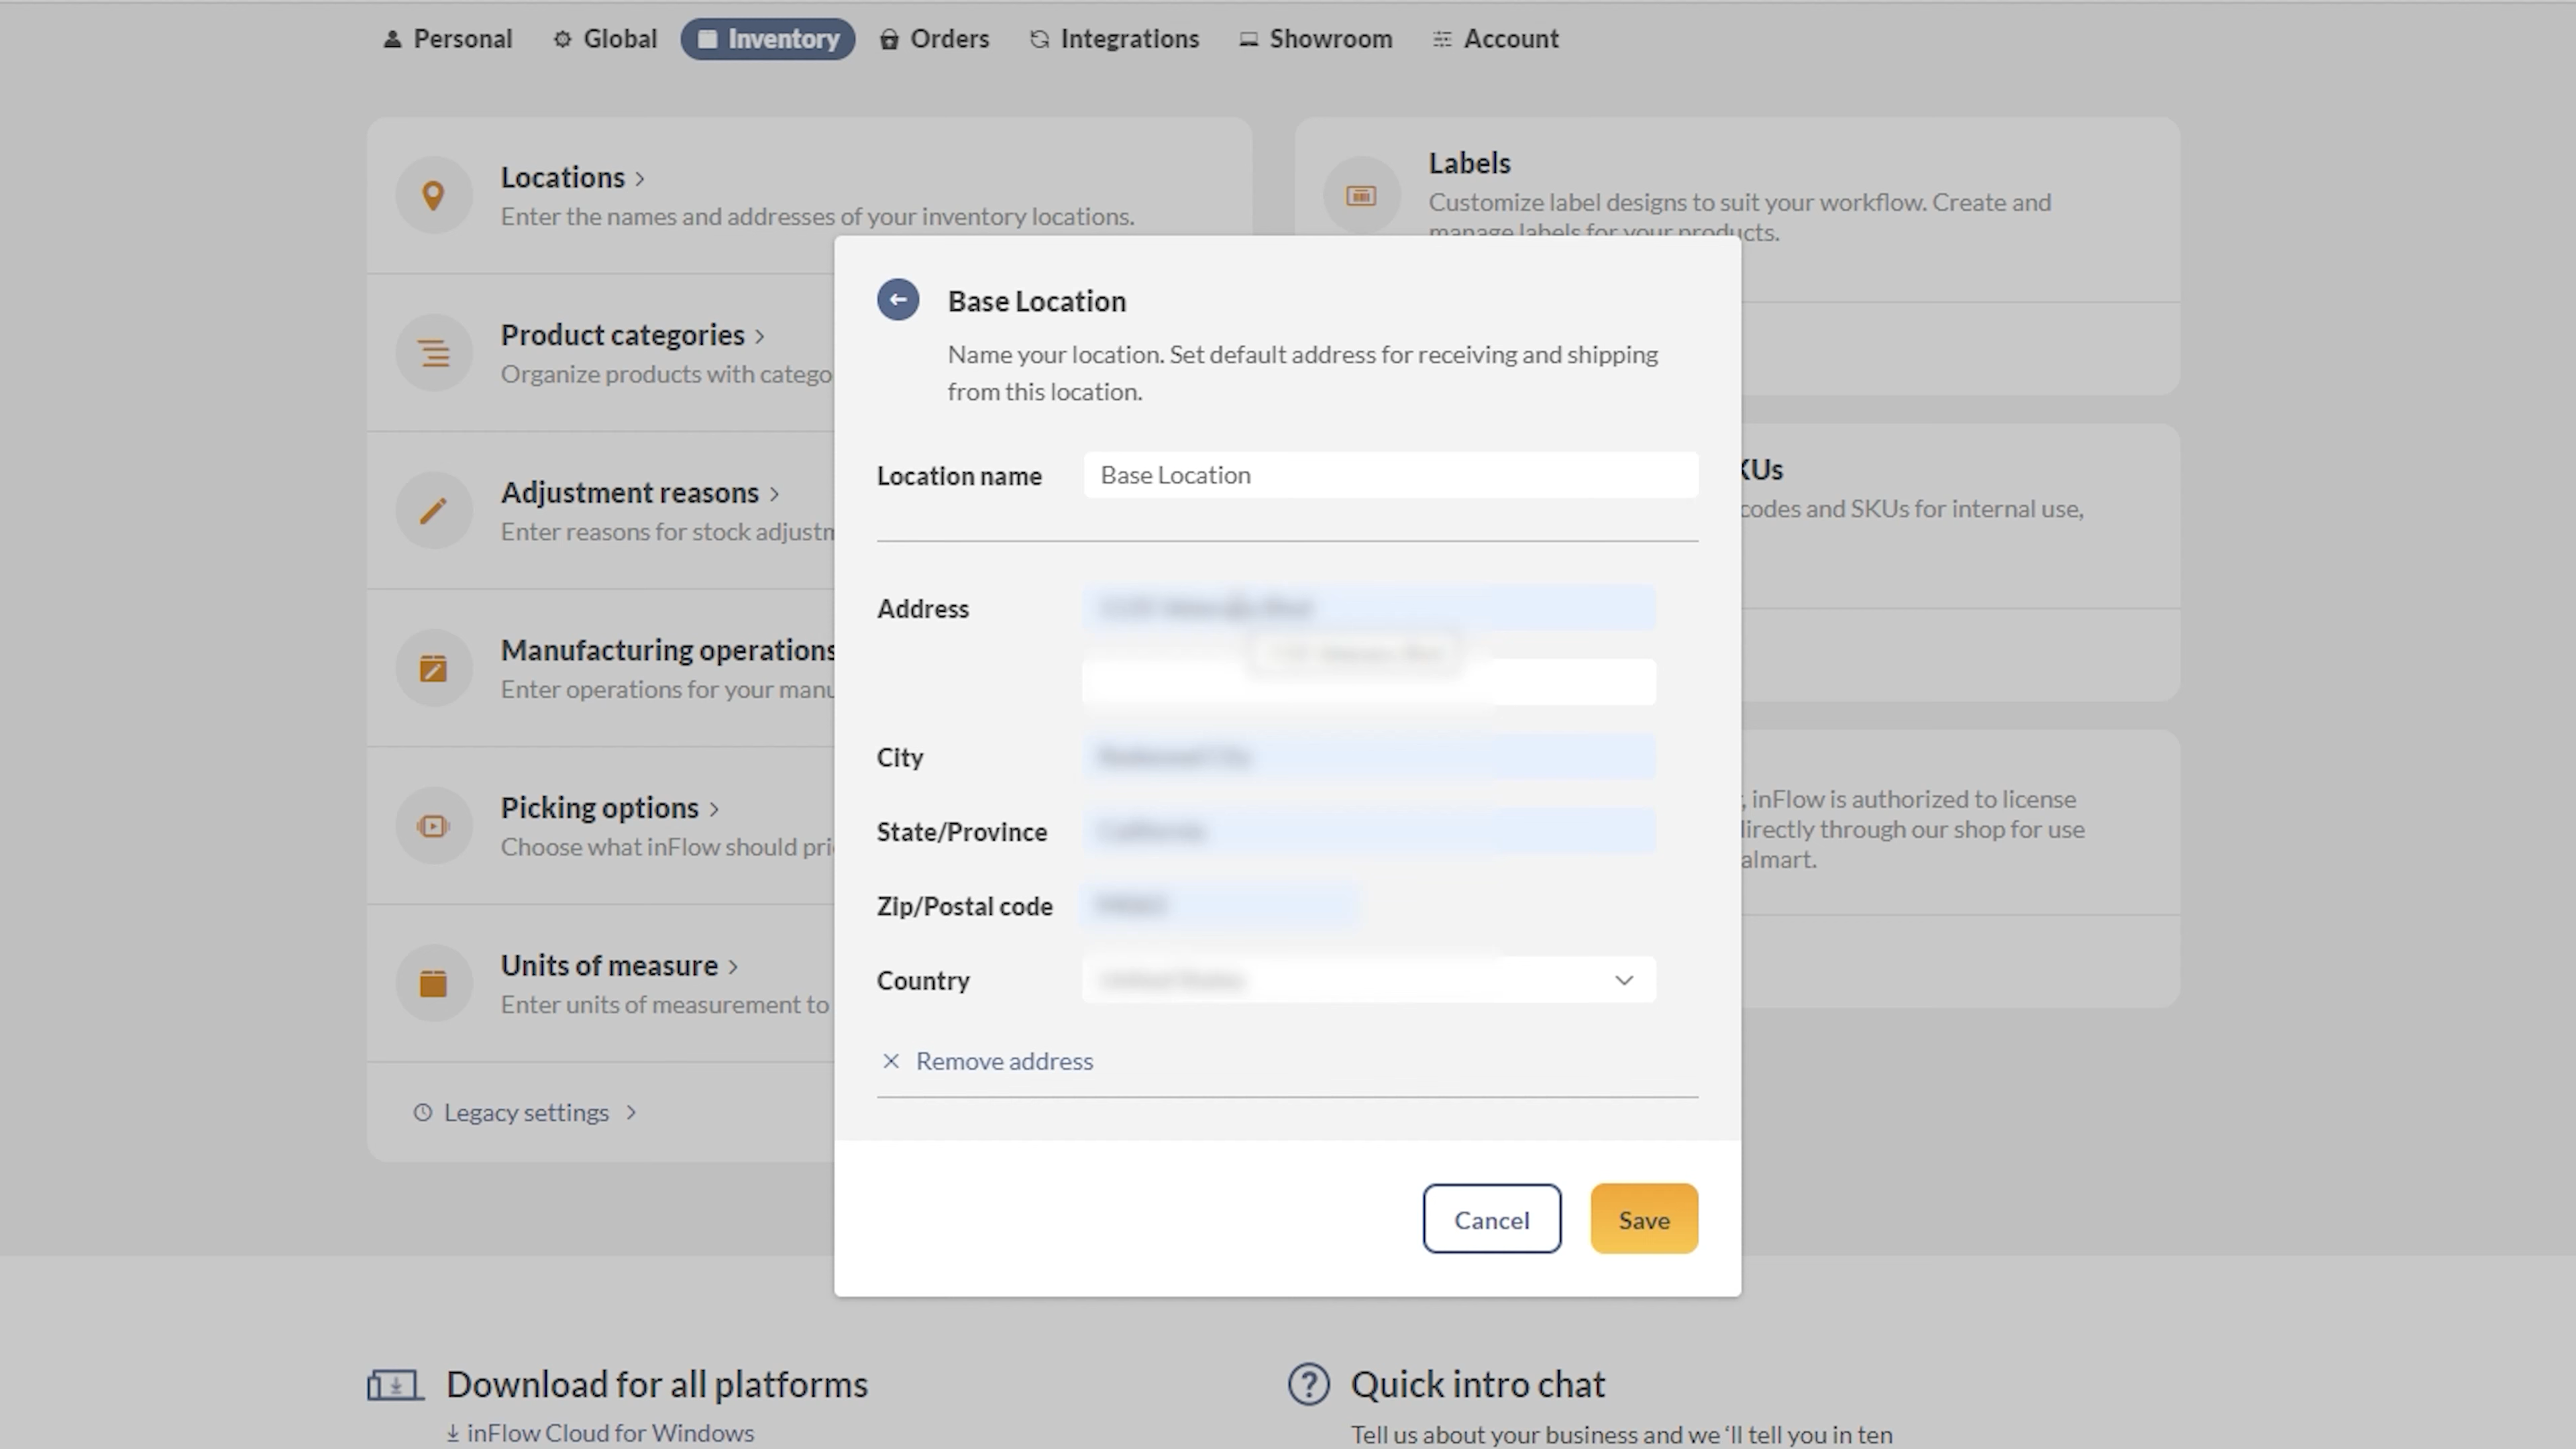 Personal
Global
Inventory
Orders
Integrations
Showroom
Account
Locations
Enter the names and addresses of your inventory locations.
Product categories
Organize products with catego
Adjustment reasons
Enter reasons for stock adjustm
Manufacturing operations
Enter operations for your manu
Picking options
Choose what inFlow should pri
Units of measure
Enter units of measurement to
Legacy settings
Labels
Customize label designs to suit your workflow. Create and
manage labels for your products.
KUs
codes and SKUs for internal use,
, inFlow is authorized to license
directly through our shop for use
almart.
Base Location
Name your location. Set default address for receiving and shipping
from this location.
Location name
Base Location
Address
City
State/Province
Zip/Postal code
Country
Remove address
Cancel
Save
Download for all platforms
inFlow Cloud for Windows
Quick intro chat
Tell us about your business and we ‘ll tell you in ten